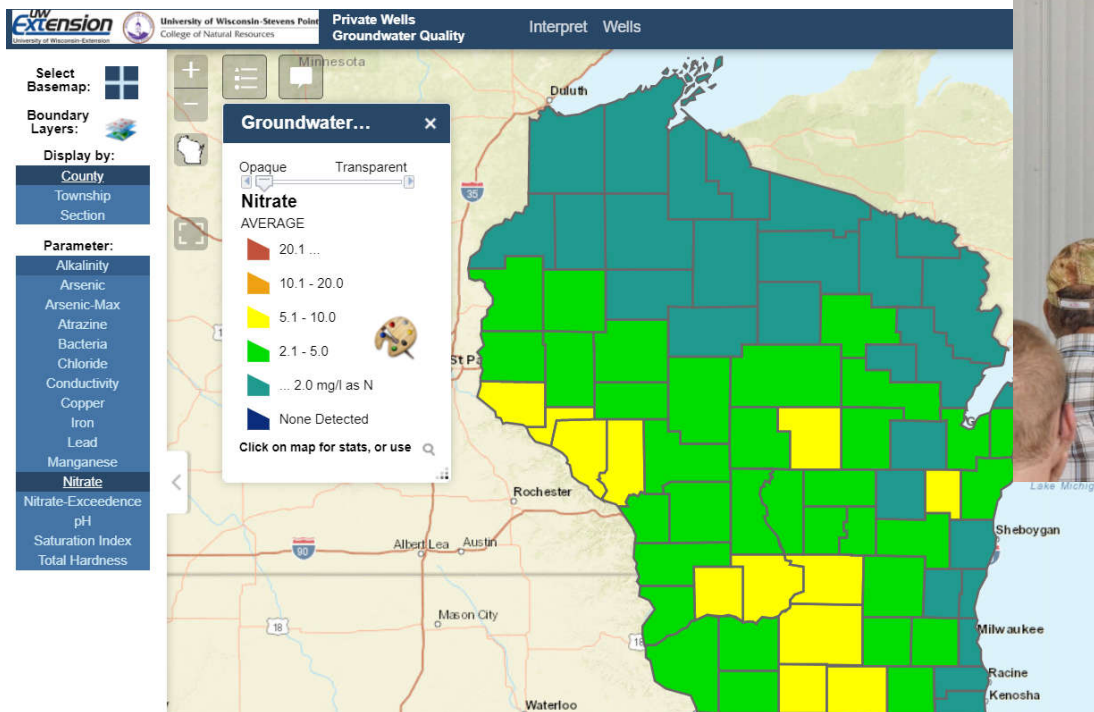 UW
Extension
University of Wisconsin-Extension
University of Wisconsin-Stevens Point
College of Natural Resources
Private Wells
Groundwater Quality
Interpret Wells
Select
Basemap:
Boundary
Layers:
Display by:
County
Township
Section
Parameter:
Alkalinity
Arsenic
Arsenic-Max
Atrazine
Bacteria
Chloride
Conductivity
Copper
Iron
Lead
Manganese
Nitrate
Nitrate-Exceedence
pH
Saturation Index
Total Hardness
Groundwater... ×
Opaque Transparent
Nitrate
AVERAGE
20.1 ...
10.1 - 20.0
5.1 - 10.0
2.1 - 5.0
... 2.0 mg/l as N
None Detected
Click on map for stats, or use
Minnesota
Duluth
35
St Pa
Rochester
Albert Lea
Austin
90
Mason City
18
18
Waterloo
Lake Michig
Sheboygan
Milwaukee
Racine
Kenosha